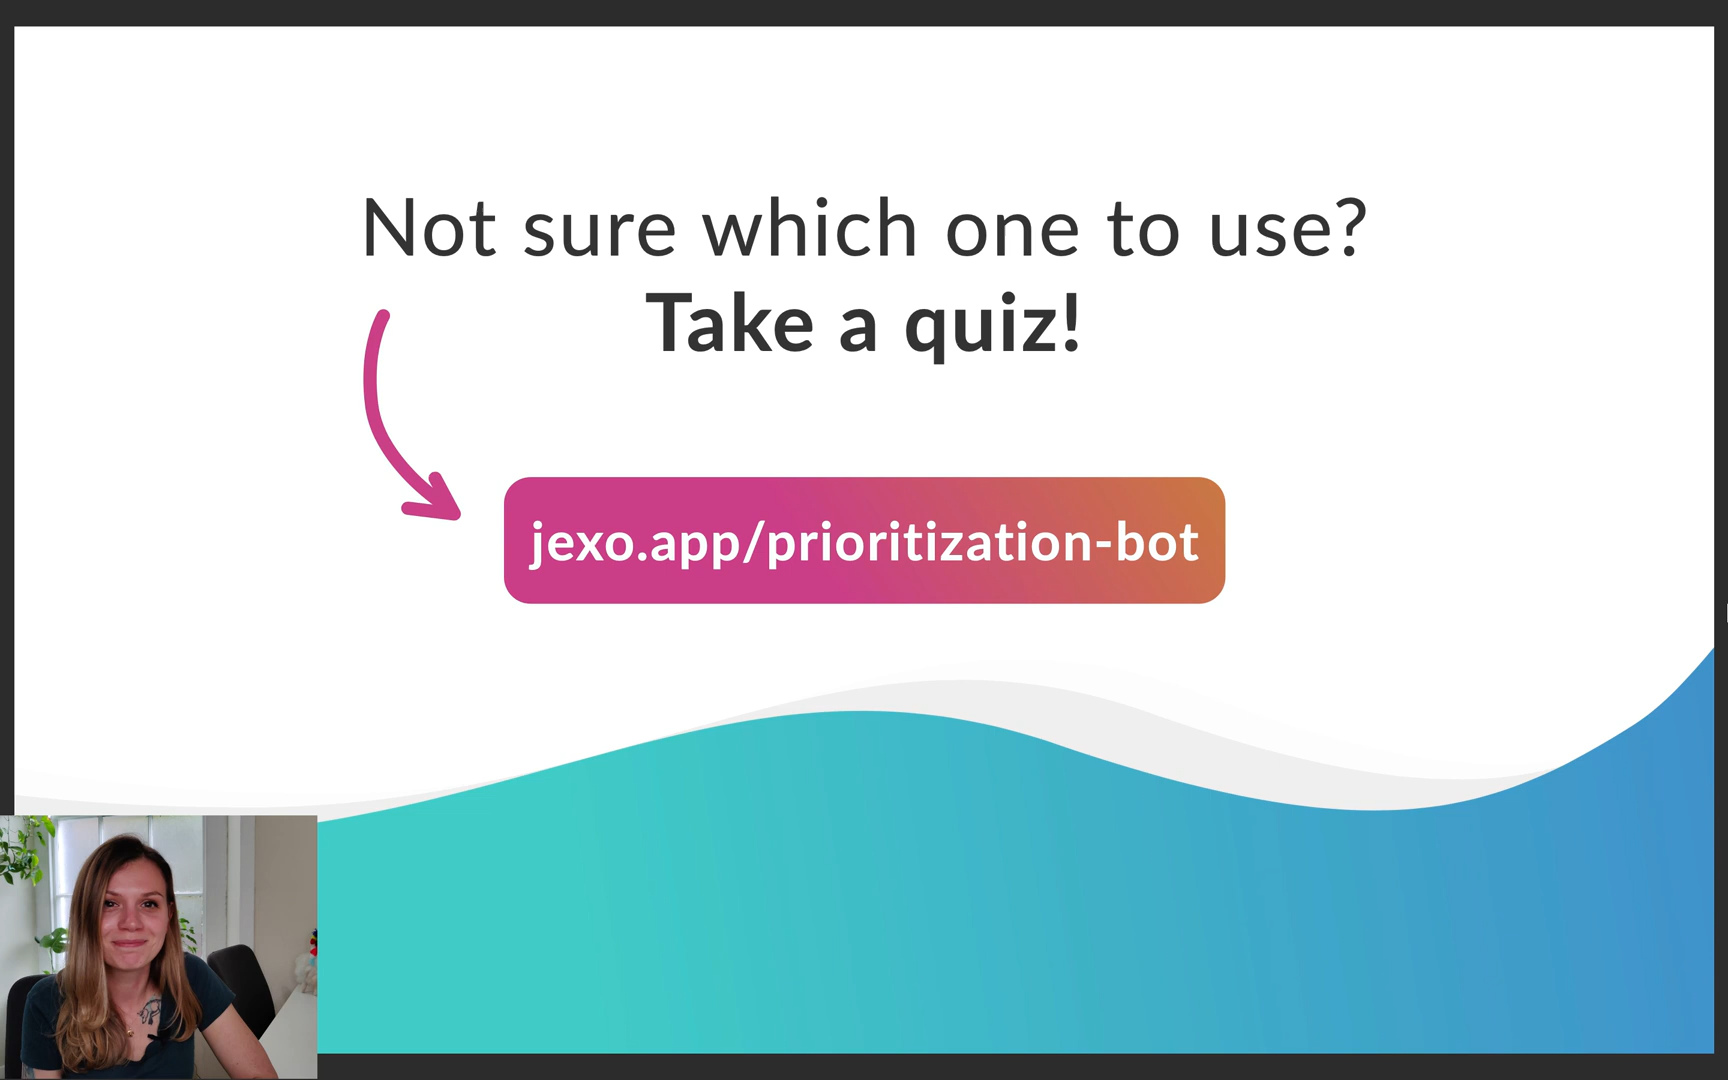 Not sure which one to use?
Take a quiz!
jexo.app/prioritization-bot